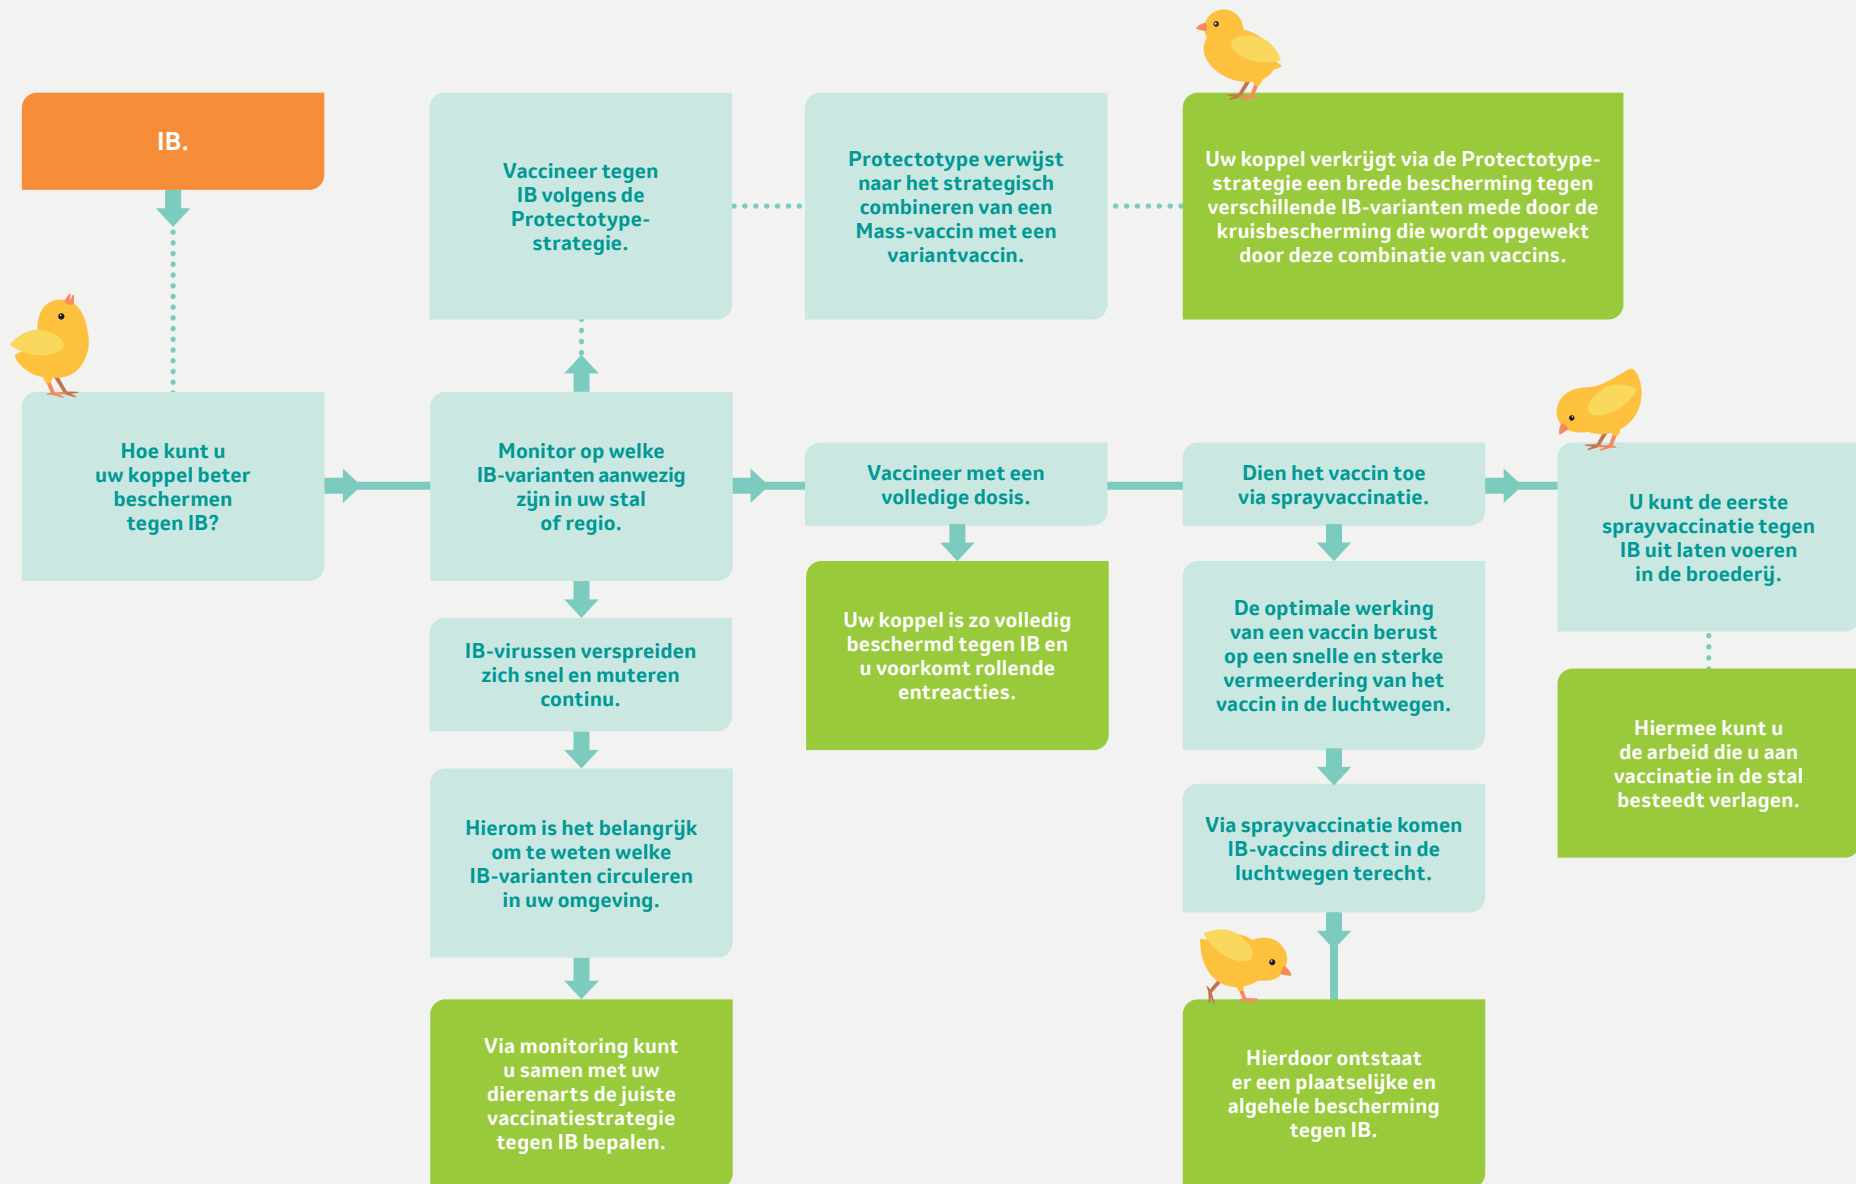 IB.
Vaccineer tegen
IB volgens de
Protectotype-
strategie.
Protectotype verwijst
naar het strategisch
combineren van een
Mass-vaccin met een
variantvaccin.
Uw koppel verkrijgt via de Protectotype-
strategie een brede bescherming tegen
verschillende IB-varianten mede door de
kruisbescherming die wordt opgewekt
door deze combinatie van vaccins.
Hoe kunt u
uw koppel beter
beschermen
tegen IB?
Monitor op welke
IB-varianten aanwezig
zijn in uw stal
of regio.
Vaccineer met een
volledige dosis.
Dien het vaccin toe
via sprayvaccinatie.
U kunt de eerste
sprayvaccinatie tegen
IB uit laten voeren
in de broederij.
IB-virussen verspreiden
zich snel en muteren
continu.
Uw koppel is zo volledig
beschermd tegen IB en
u voorkomt rollende
entreacties.
De optimale werking
van een vaccin berust
op een snelle en sterke
vermeerdering van het
vaccin in de luchtwegen.
Hiermee kunt u
de arbeid die u aan
vaccinatie in de stal
besteedt verlagen.
Hierom is het belangrijk
om te weten welke
IB-varianten circuleren
in uw omgeving.
Via sprayvaccinatie komen
IB-vaccins direct in de
luchtwegen terecht.
Via monitoring kunt
u samen met uw
dierenarts de juiste
vaccinatiestrategie
tegen IB bepalen.
Hierdoor ontstaat
er een plaatselijke en
algehele bescherming
tegen IB.